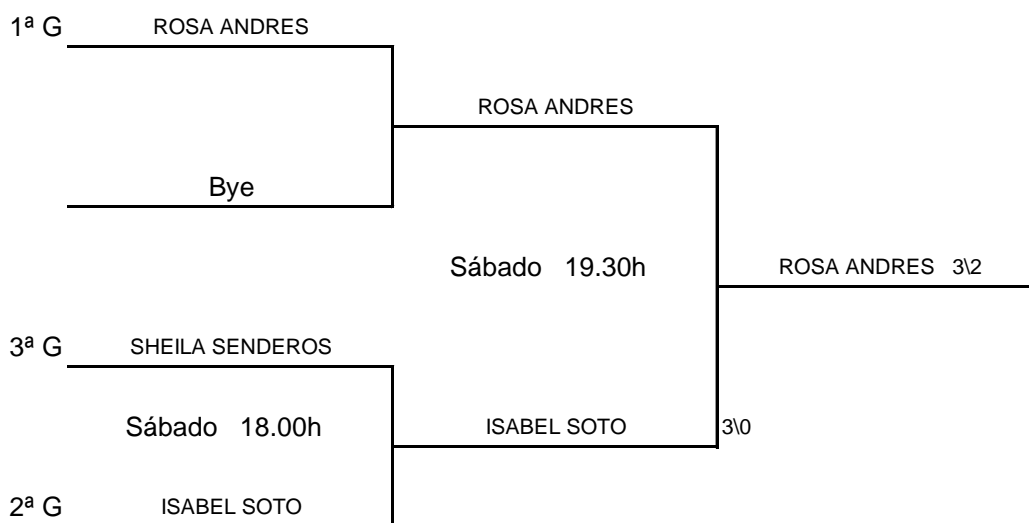 1ª G ROSA ANDRES
ROSA ANDRES
Bye
Sábado 19.30h ROSA ANDRES 3\2
3ª G SHEILA SENDEROS
Sábado 18.00h ISABEL SOTO 3\0
2ª G ISABEL SOTO